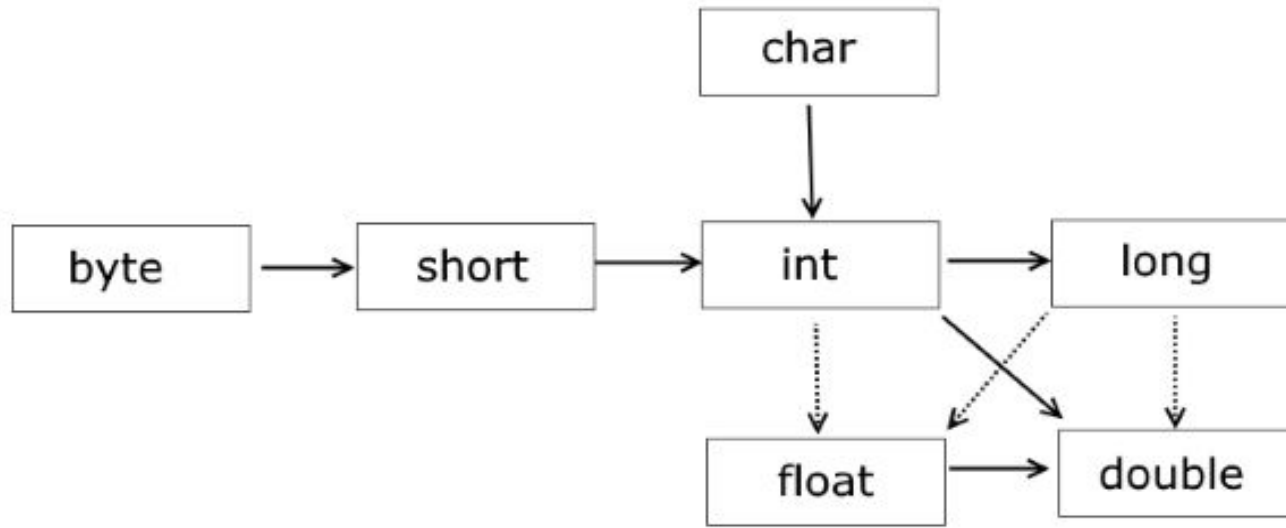 char
byte
short
int
long
float
double